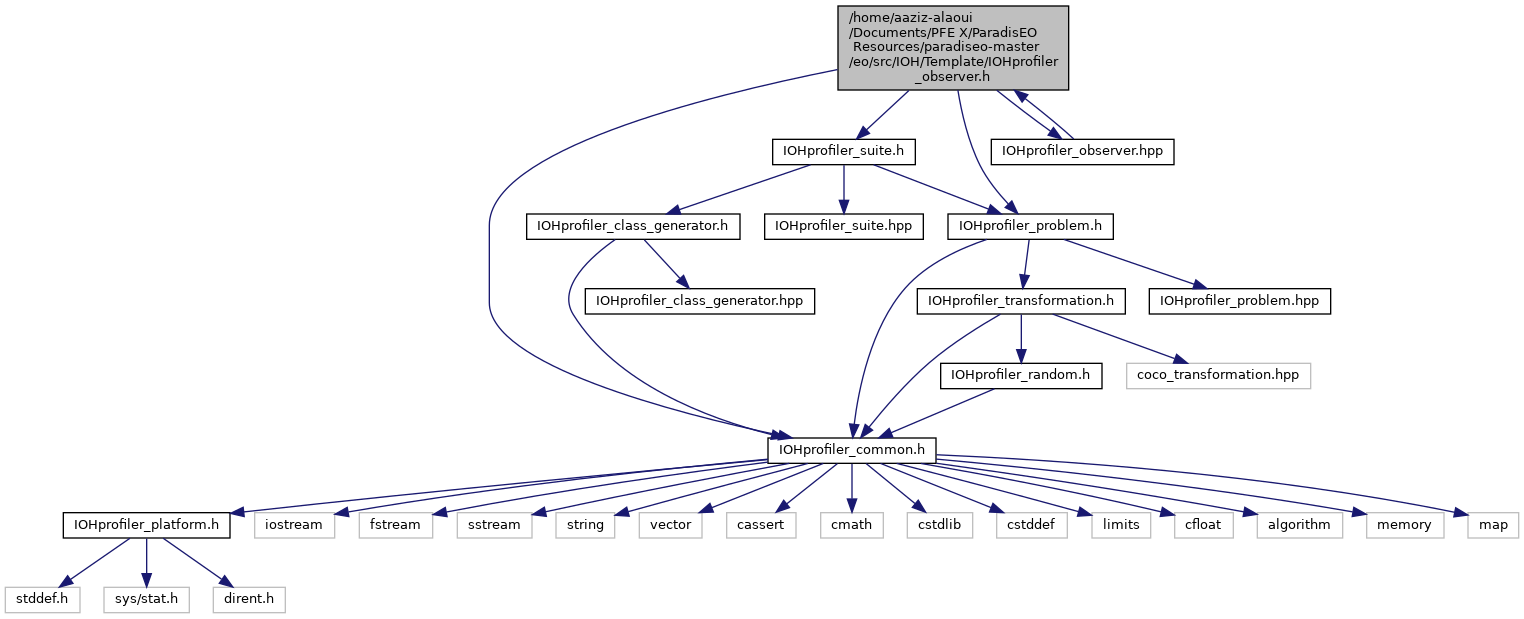 /home/aaziz-alaoui
/Documents/PFE X/ParadisEO
Resources/paradiseo-master
/eo/src/IOH/Template/IOHprofiler
_observer.h
IOHprofiler_suite.h
IOHprofiler_observer.hpp
IOHprofiler_class_generator.h
IOHprofiler_suite.hpp
IOHprofiler_problem.h
IOHprofiler_class_generator.hpp
IOHprofiler_transformation.h
IOHprofiler_problem.hpp
IOHprofiler_random.h
coco_transformation.hpp
IOHprofiler_common.h
IOHprofiler_platform.h
iostream
fstream
sstream
string
vector
cassert
cmath
cstdlib
cstddef
limits
cfloat
algorithm
memory
map
stddef.h
sys/stat.h
dirent.h